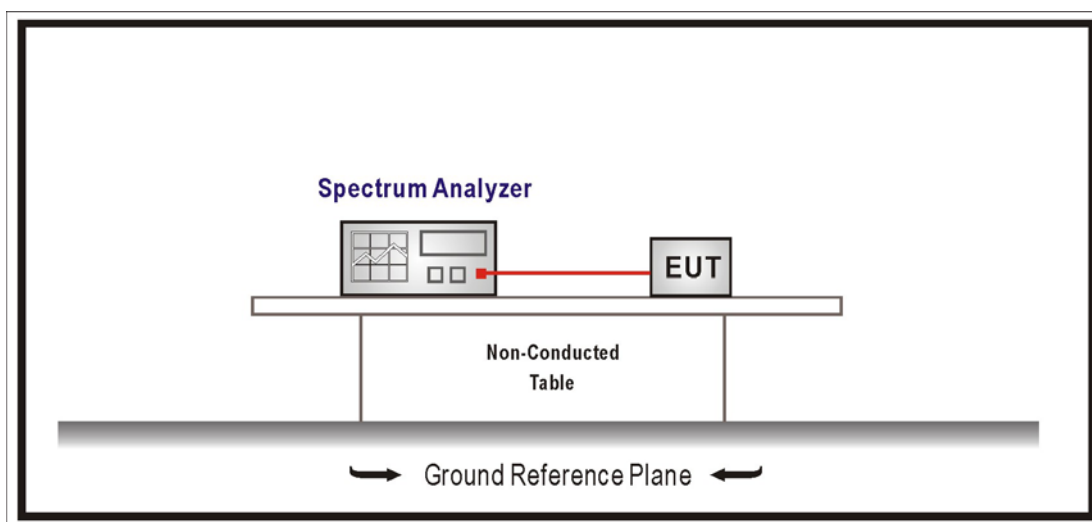 Spectrum Analyzer
EUT
Non-Conducted
Table
Ground Reference Plane